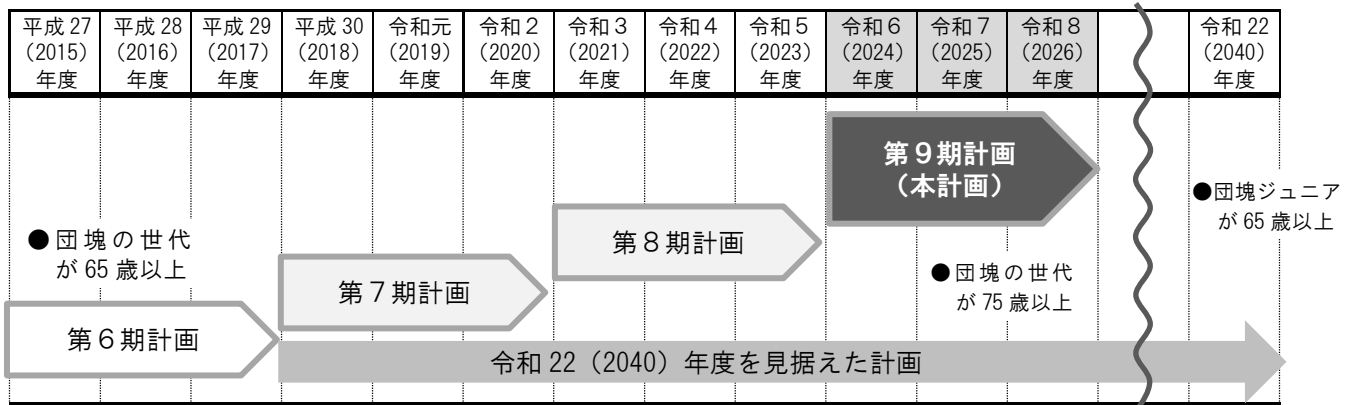 平成27 平成28 平成29 平成30 令和元 令和２ 令和３ 令和４ 令和５ 令和６ 令和７ 令和８ 令和22
（2015） （2016） （2017） （2018） （2019） （2020） （2021） （2022） （2023） （2024） （2025） （2026） （2040）
年度 年度 年度 年度 年度 年度 年度 年度 年度 年度 年度 年度 年度
第９期計画
（本計画）
●団塊ジュニア
が65歳以上
●団塊の世代
が65歳以上
第８期計画
第７期計画
●団塊の世代
が75歳以上
第６期計画
令和22（2040）年度を見据えた計画